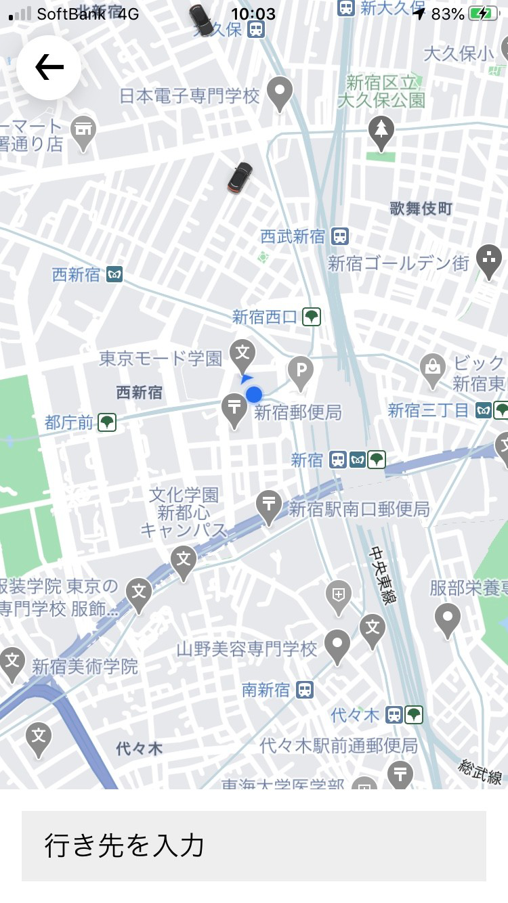 SoftBank 4G
10:03
83%
北新宿
大久保
新大久保
大久保小
日本電子専門学校
新宿区立
大久保公園
ーマート
署通り店
歌舞伎町
西武新宿
新宿ゴールデン街
西新宿
新宿西口
東京モード学園
P
ビック
新宿東
西新宿
新宿郵便局
新宿三丁目
都庁前
新宿
文化学園
新都心
キャンパス
新宿駅南口郵便局
中央東線
服装学院 東京の
専門学校 服飾...
服部栄養専
山野美容専門学校
新宿美術学院
南新宿
代々木
代々木
代々木駅前通郵便局
総武線
東海大学医学部
行き先を入力